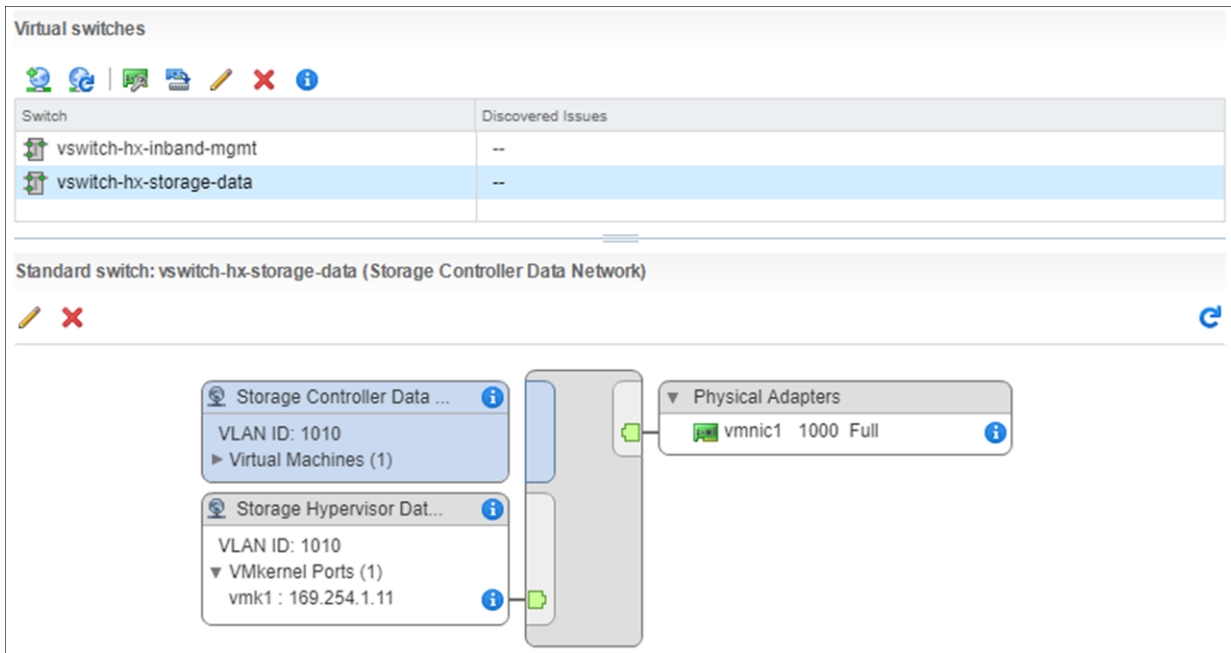 Virtual switches
Switch Discovered Issues
vswitch-hx-inband-mgmt --
vswitch-hx-storage-data --
Standard switch: vswitch-hx-storage-data (Storage Controller Data Network)
Storage Controller Data ...
VLAN ID: 1010
Virtual Machines (1)
Storage Hypervisor Dat...
VLAN ID: 1010
VMkernel Ports (1)
vmk1 : 169.254.1.11
Physical Adapters
vmnic1 1000 Full